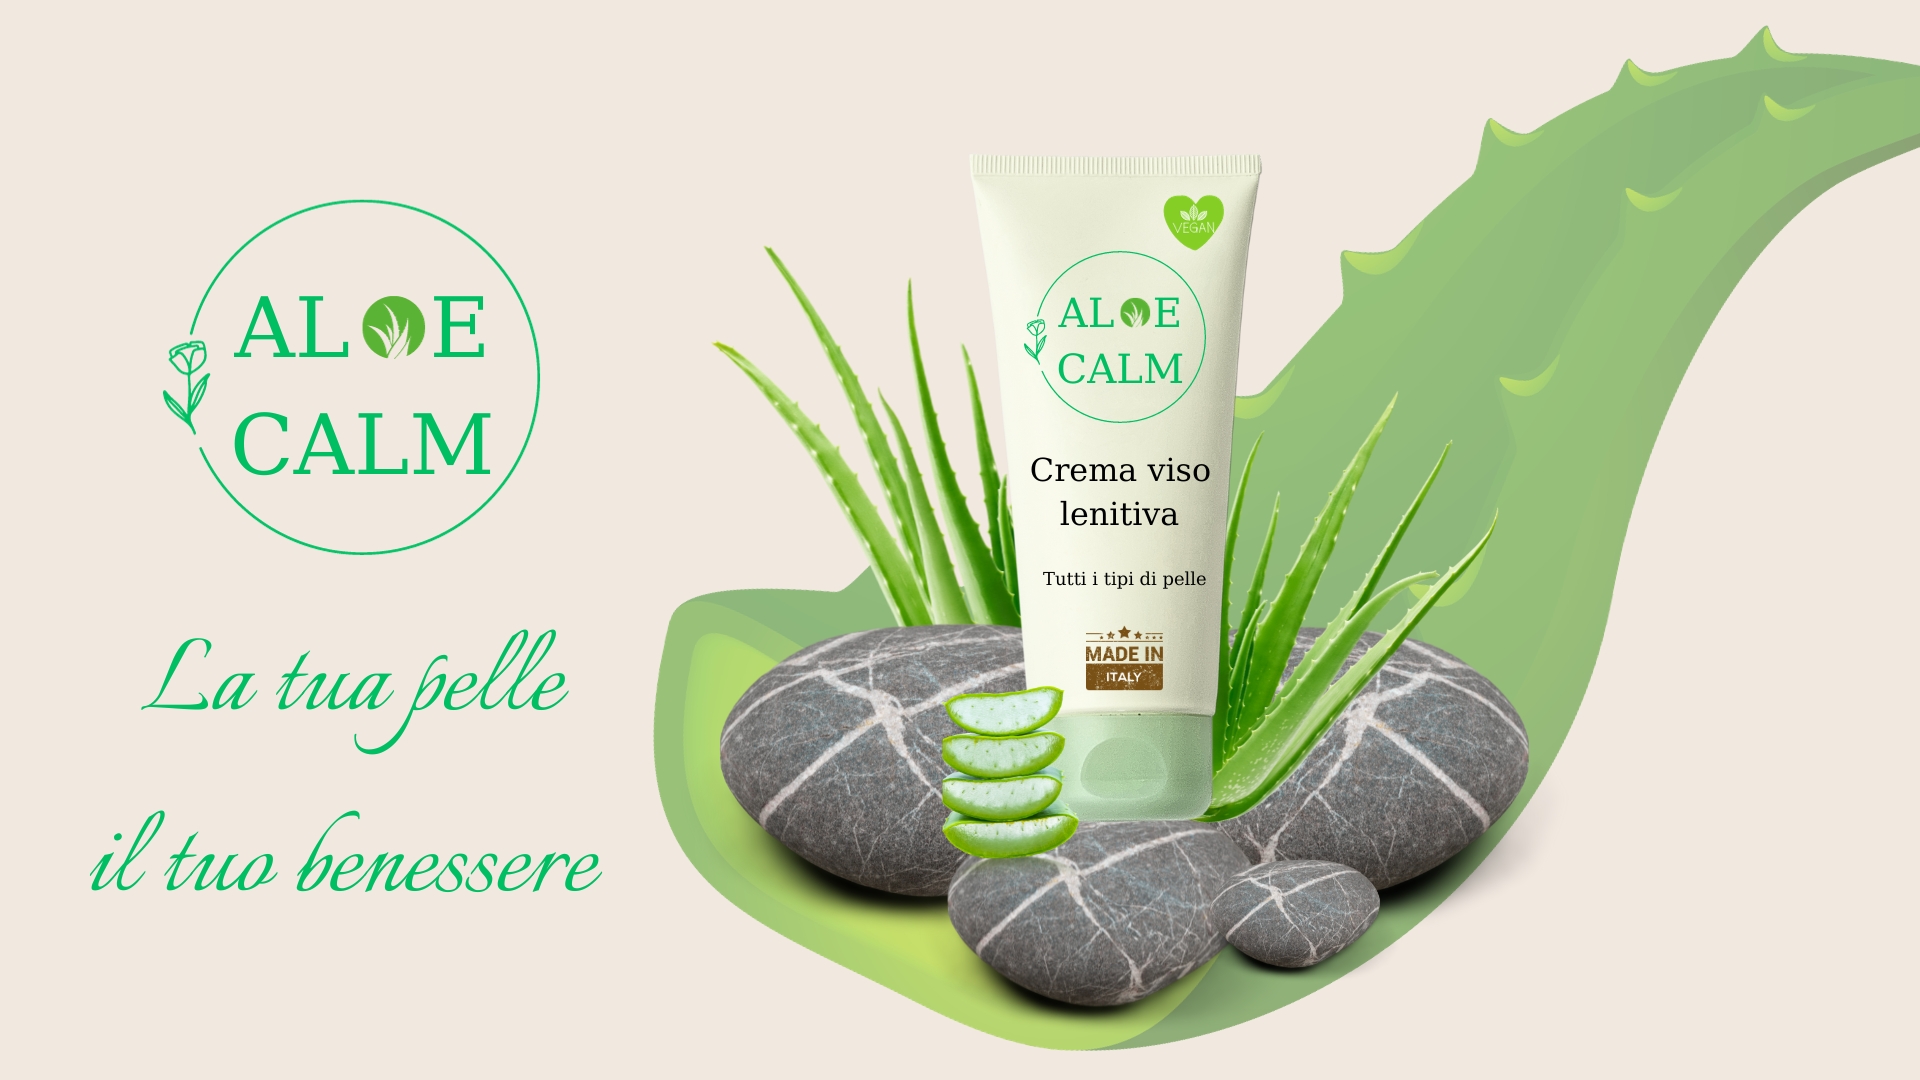 ALOE
CALM
La tua pelle
il tuo benessere
VEGAN
ALOE
CALM
Crema viso
lenitiva
Tutti i tipi di pelle
MADE IN
ITALY